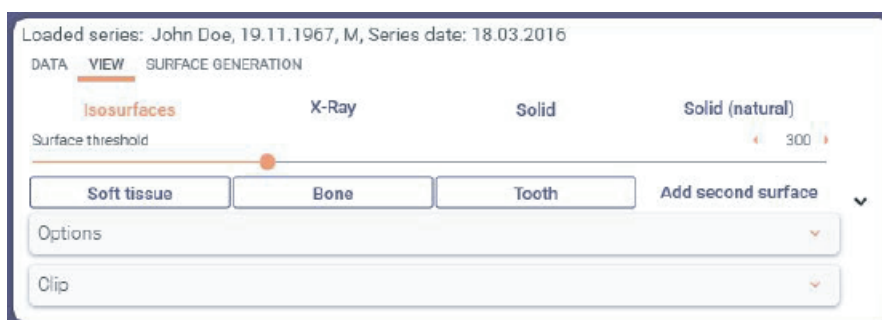 Loaded series: John Doe, 19.11.1967, M, Series date: 18.03.2016
DATA VIEW SURFACE GENERATION
Isosurfaces X-Ray Solid Solid (natural)
Surface threshold 300
Soft tissue Bone Tooth Add second surface
Options
Clip